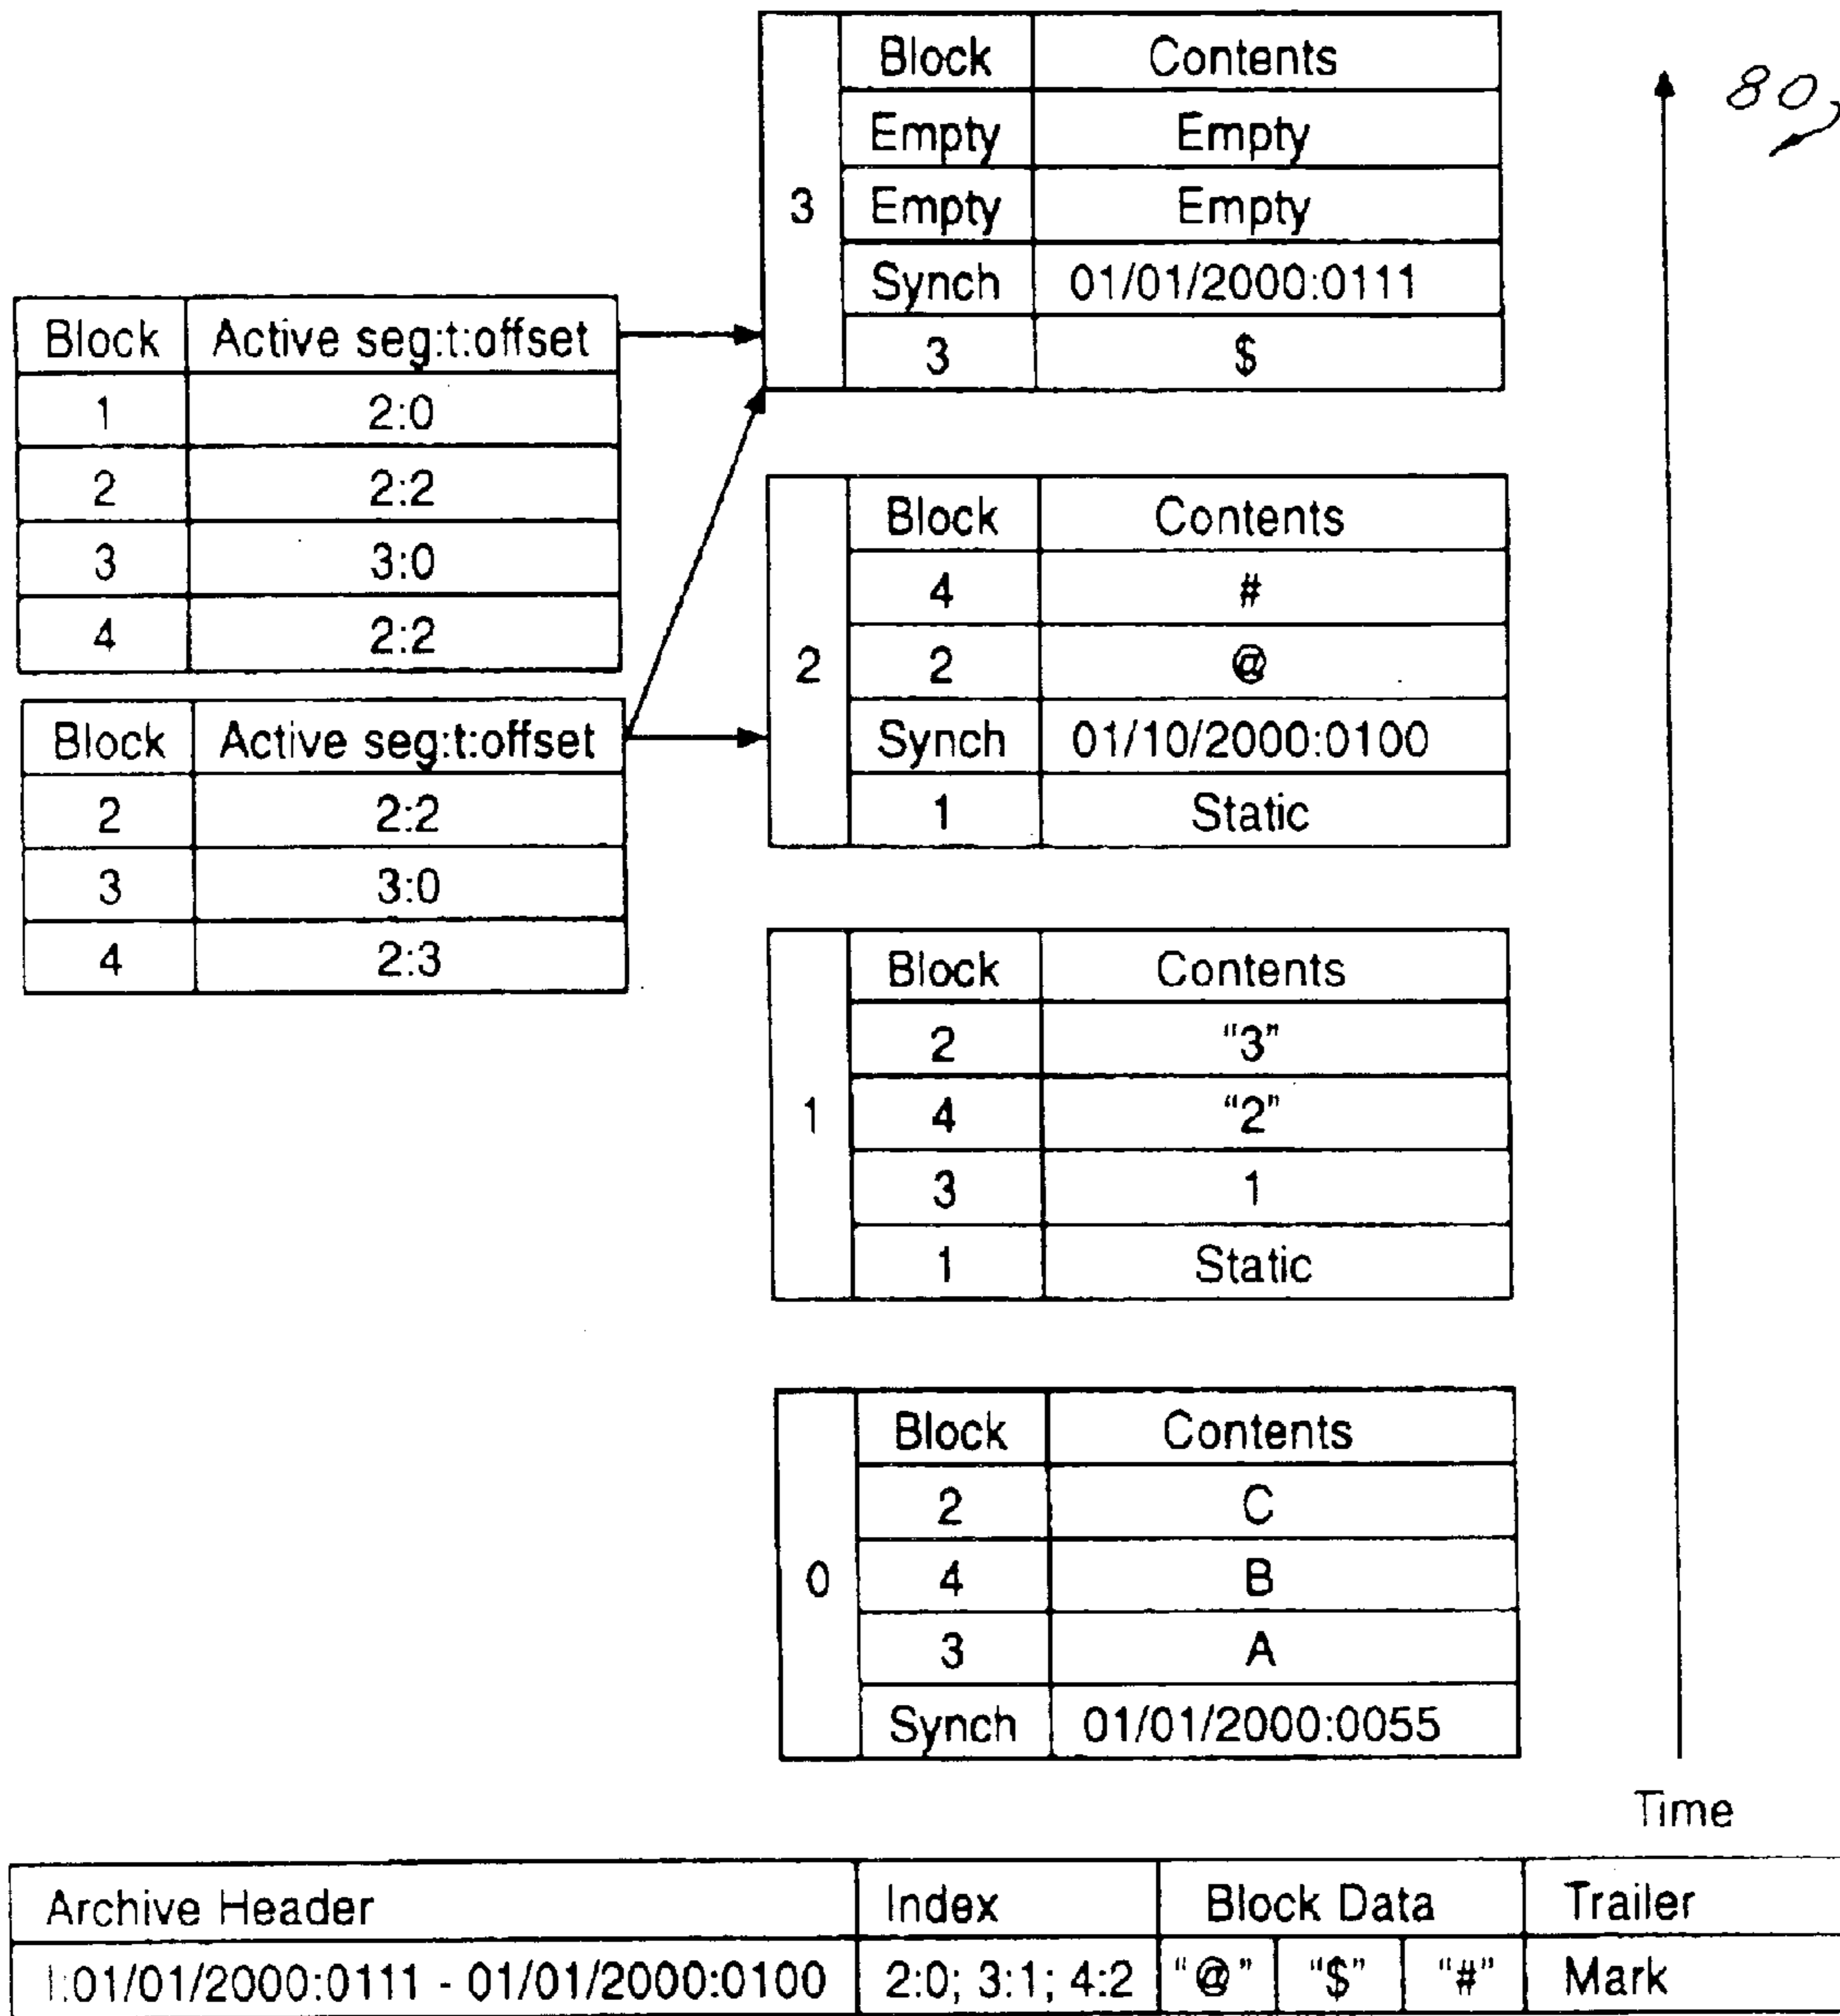 80
Block Contents
Empty Empty
3 Empty Empty
Synch 01/01/2000:0111
3 $
Block Active seg:t:offset
1 2:0
2 2:2
3 3:0
4 2:2
Block Active seg:t:offset
2 2:2
3 3:0
4 2:3
Block Contents
4 #
2 2 @
Synch 01/10/2000:0100
1 Static
Block Contents
2 "3"
1 4 "2"
3 1
1 Static
Block Contents
2 C
0 4 B
3 A
Synch 01/01/2000:0055
Time
Archive Header Index Block Data Trailer
I:01/01/2000:0111 - 01/01/2000:0100 2:0; 3:1; 4:2 "@" "$" "#" Mark